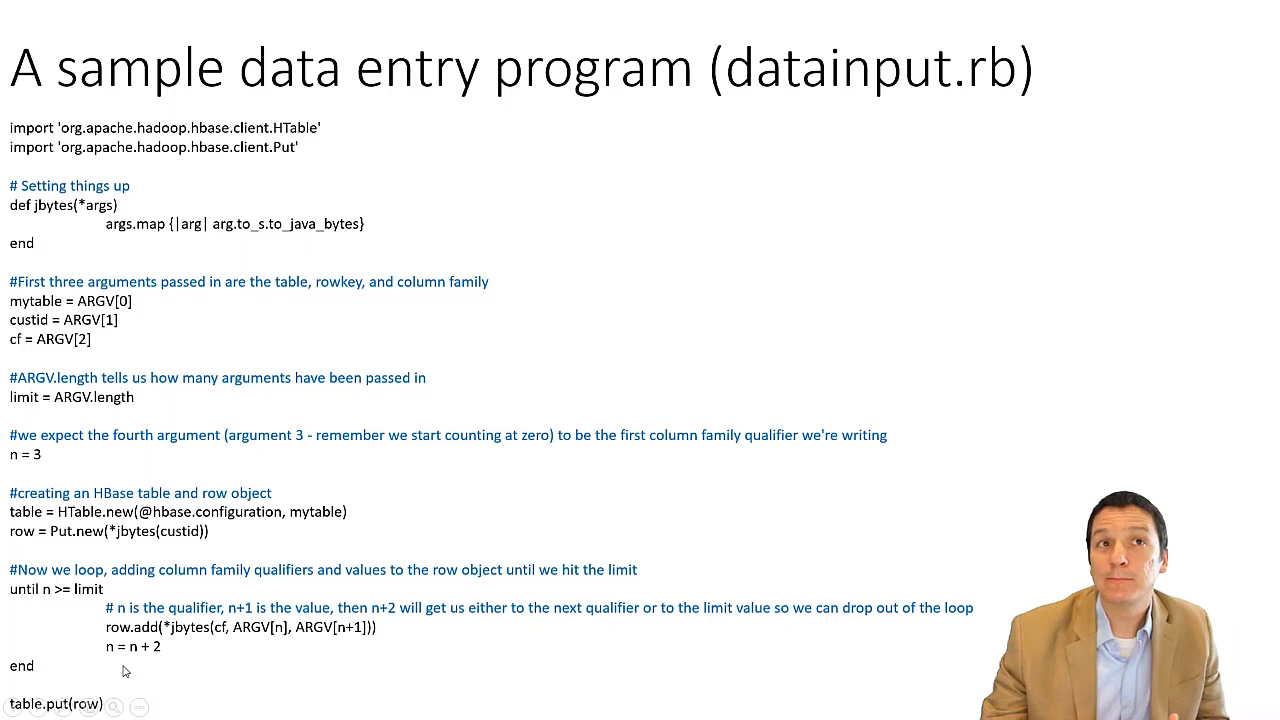 A sample data entry program (datainput.rb)
import 'org.apache.hadoop.hbase.client.HTable'
import 'org.apache.hadoop.hbase.client.Put'
# Setting things up
def jbytes(*args)
args.map {|arg| arg.to_s.to_java_bytes}
end
#First three arguments passed in are the table, rowkey, and column family
mytable = ARGV[0]
custid = ARGV[1]
cf = ARGV[2]
#ARGV.length tells us how many arguments have been passed in
limit = ARGV.length
#we expect the fourth argument (argument 3 - remember we start counting at zero) to be the first column family qualifier we're writing
n = 3
#creating an HBase table and row object
table = HTable.new(@hbase.configuration, mytable)
row = Put.new(*jbytes(custid))
#Now we loop, adding column family qualifiers and values to the row object until we hit the limit
until n >= limit
# n is the qualifier, n+1 is the value, then n+2 will get us either to the next qualifier or to the limit value so we can drop out of the loop
row.add(*jbytes(cf, ARGV[n], ARGV[n+1]))
n = n + 2
end
table.put(row)